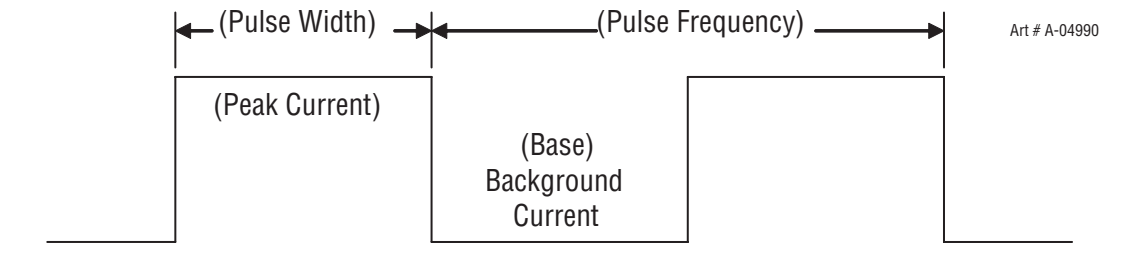 (Pulse Width)
(Pulse Frequency)
Art # A-04990
(Peak Current)
(Base)
Background
Current